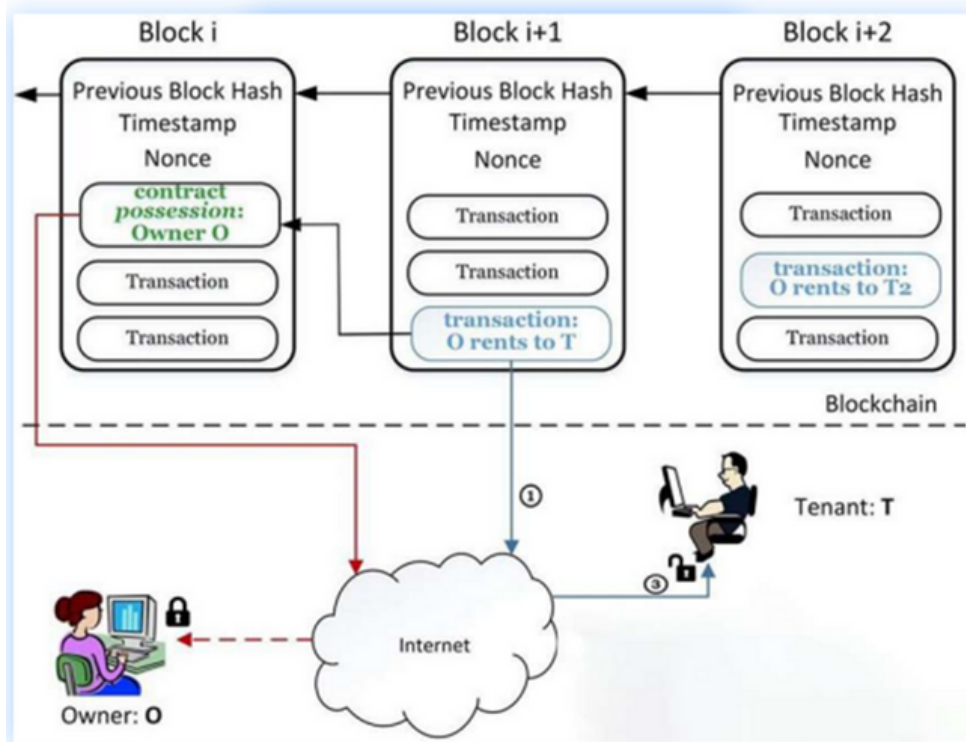 Block i
Block i+1
Block i+2
Previous Block Hash
Timestamp
Nonce
contract
possession:
Owner O
Transaction
Transaction
Previous Block Hash
Timestamp
Nonce
Transaction
Transaction
transaction:
O rents to T
Previous Block Hash
Timestamp
Nonce
Transaction
transaction:
O rents to T2
Transaction
Blockchain
①
Tenant: T
③
Internet
Owner: O